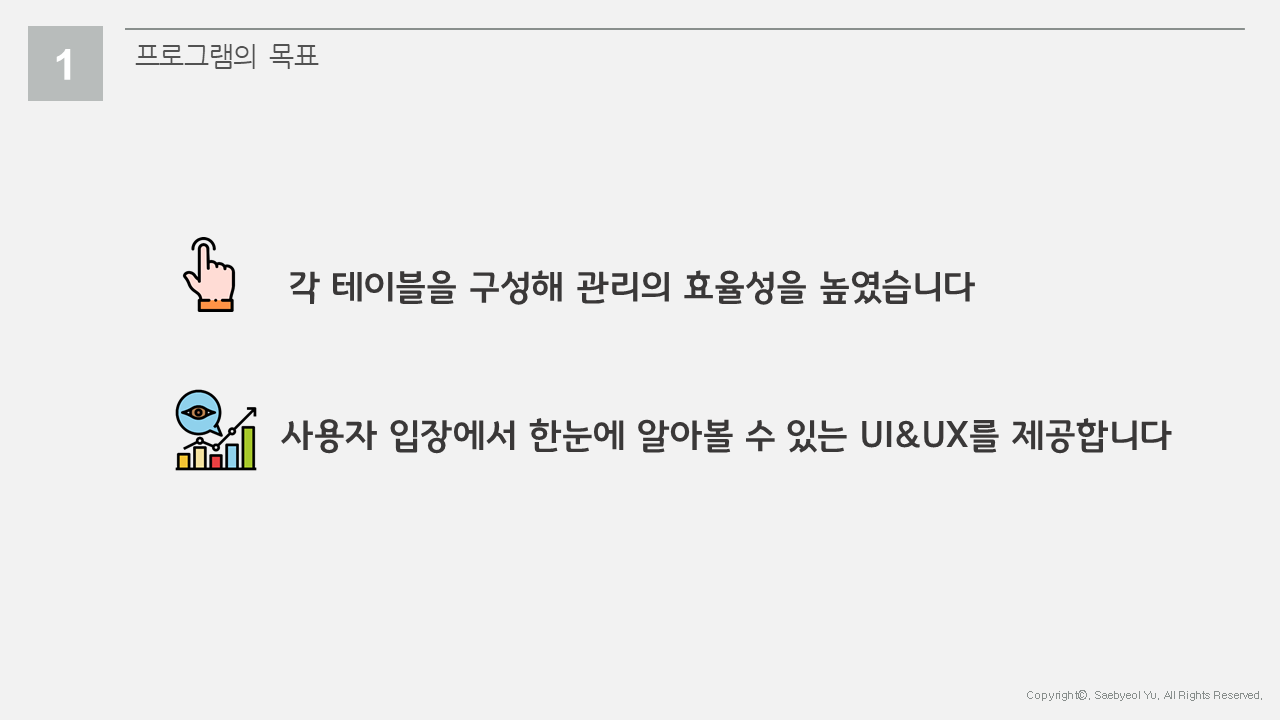 1
프로그램의 목표
각 테이블을 구성해 관리의 효율성을 높였습니다
사용자 입장에서 한눈에 알아볼 수 있는 UI&UX를 제공합니다
Copyright©. Saebyeol Yu. All Rights Reserved.